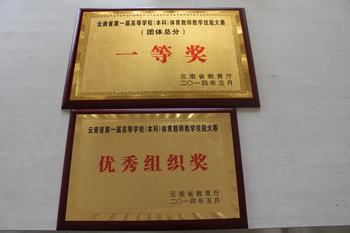 云南省第一届高等学校(本科)体育教师教学技能大赛
(团体总分)
一等奖
云南省教育厅
二〇一四年五月
云南省第一届高等学校(本科)体育教师教学技能大赛
优秀组织奖
云南省教育厅
二〇一四年五月